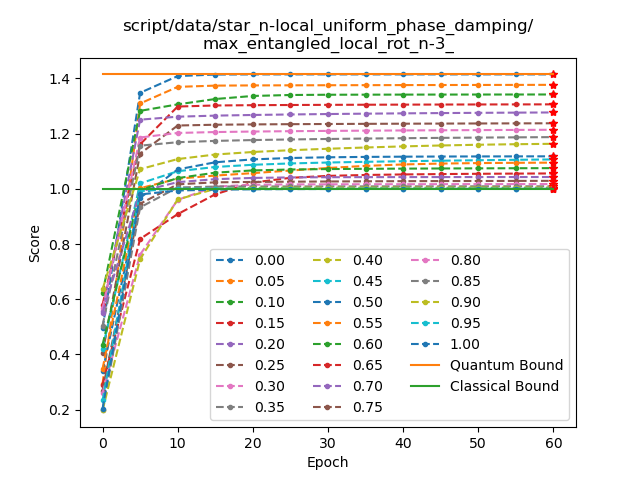 script/data/star_n-local_uniform_phase_damping/
max_entangled_local_rot_n-3_
1.4
1.2
1.0
0.8
0.6
0.4
0.2
Score
0.00 0.40 0.80
0.05 0.45 0.85
0.10 0.50 0.90
0.15 0.55 0.95
0.20 0.60 1.00
0.25 0.65 Quantum Bound
0.30 0.70 Classical Bound
0.35 0.75
0 10 20 30 40 50 60
Epoch